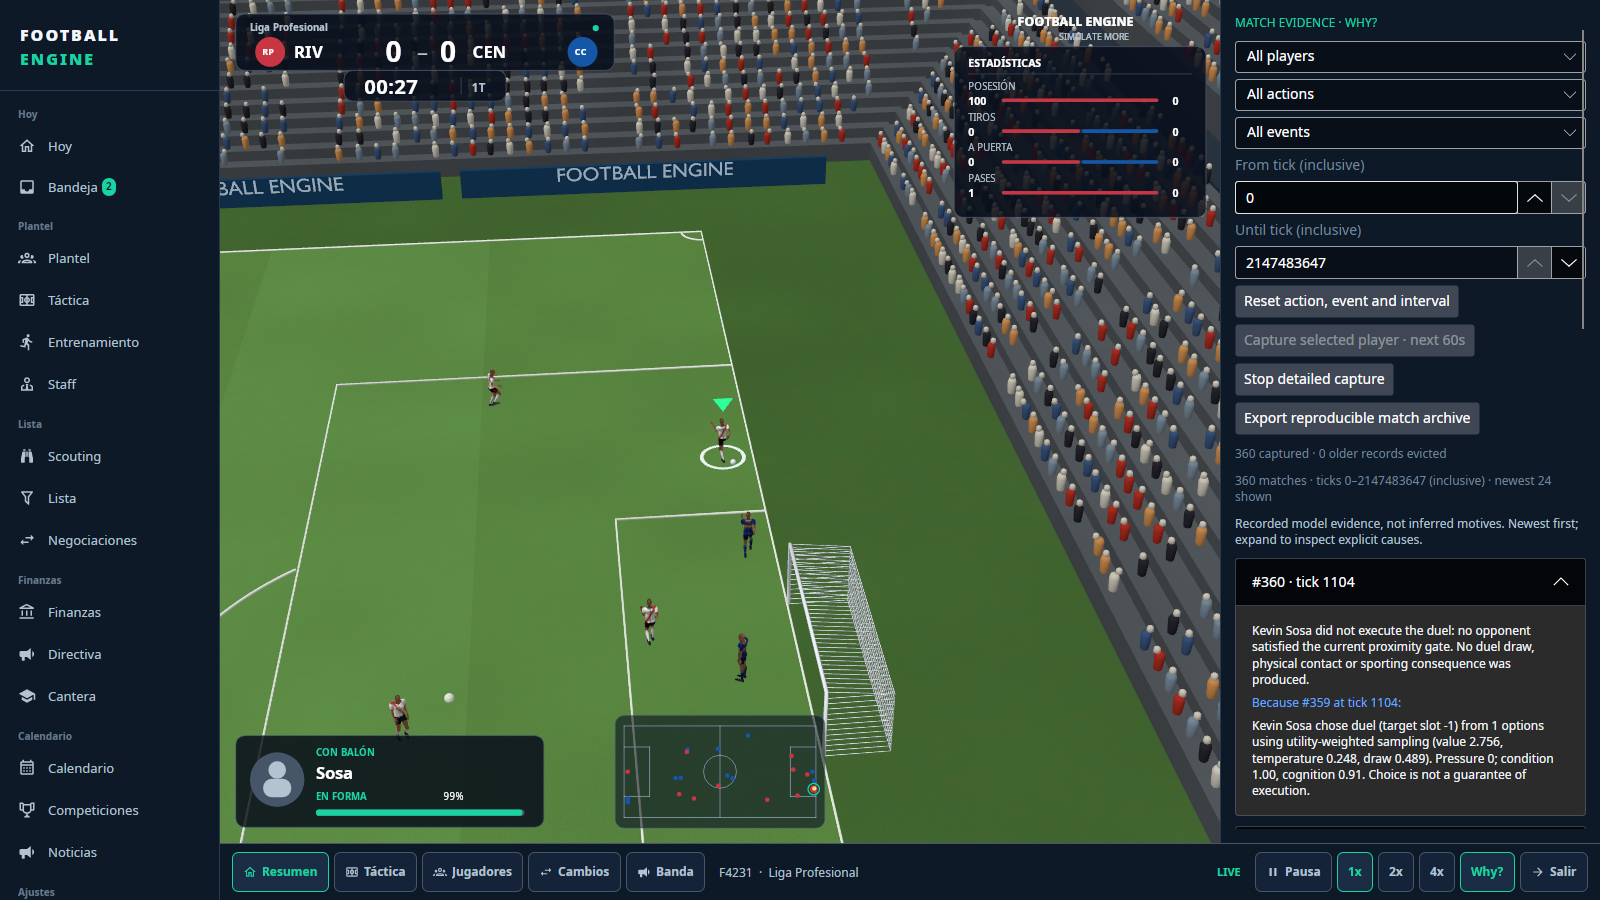 FOOTBALL
ENGINE
Hoy
Hoy
Bandeja 2
Plantel
Plantel
Táctica
Entrenamiento
Staff
Lista
Scouting
Lista
Negociaciones
Finanzas
Finanzas
Directiva
Cantera
Calendario
Calendario
Competiciones
Noticias
Ajustes
Liga Profesional
RP RIV 0 – 0 CEN CC
00:27 1T
BALL ENGINE
FOOTBALL ENGINE
FOOTBALL ENGINE
SIMULATE MORE
ESTADÍSTICAS
POSESIÓN
100 0
TIROS
0 0
A PUERTA
0 0
PASES
1 0
CON BALÓN
Sosa
EN FORMA 99%
Resumen
Táctica
Jugadores
Cambios
Banda
F4231 · Liga Profesional
LIVE
Pausa
1x
2x
4x
Why?
Salir
MATCH EVIDENCE · WHY?
All players
All actions
All events
From tick (inclusive)
0
Until tick (inclusive)
2147483647
Reset action, event and interval
Capture selected player · next 60s
Stop detailed capture
Export reproducible match archive
360 captured · 0 older records evicted
360 matches · ticks 0–2147483647 (inclusive) · newest 24
shown
Recorded model evidence, not inferred motives. Newest first;
expand to inspect explicit causes.
#360 · tick 1104
Kevin Sosa did not execute the duel: no opponent
satisfied the current proximity gate. No duel draw,
physical contact or sporting consequence was
produced.
Because #359 at tick 1104:
Kevin Sosa chose duel (target slot -1) from 1 options
using utility-weighted sampling (value 2.756,
temperature 0.248, draw 0.489). Pressure 0; condition
1.00, cognition 0.91. Choice is not a guarantee of
execution.